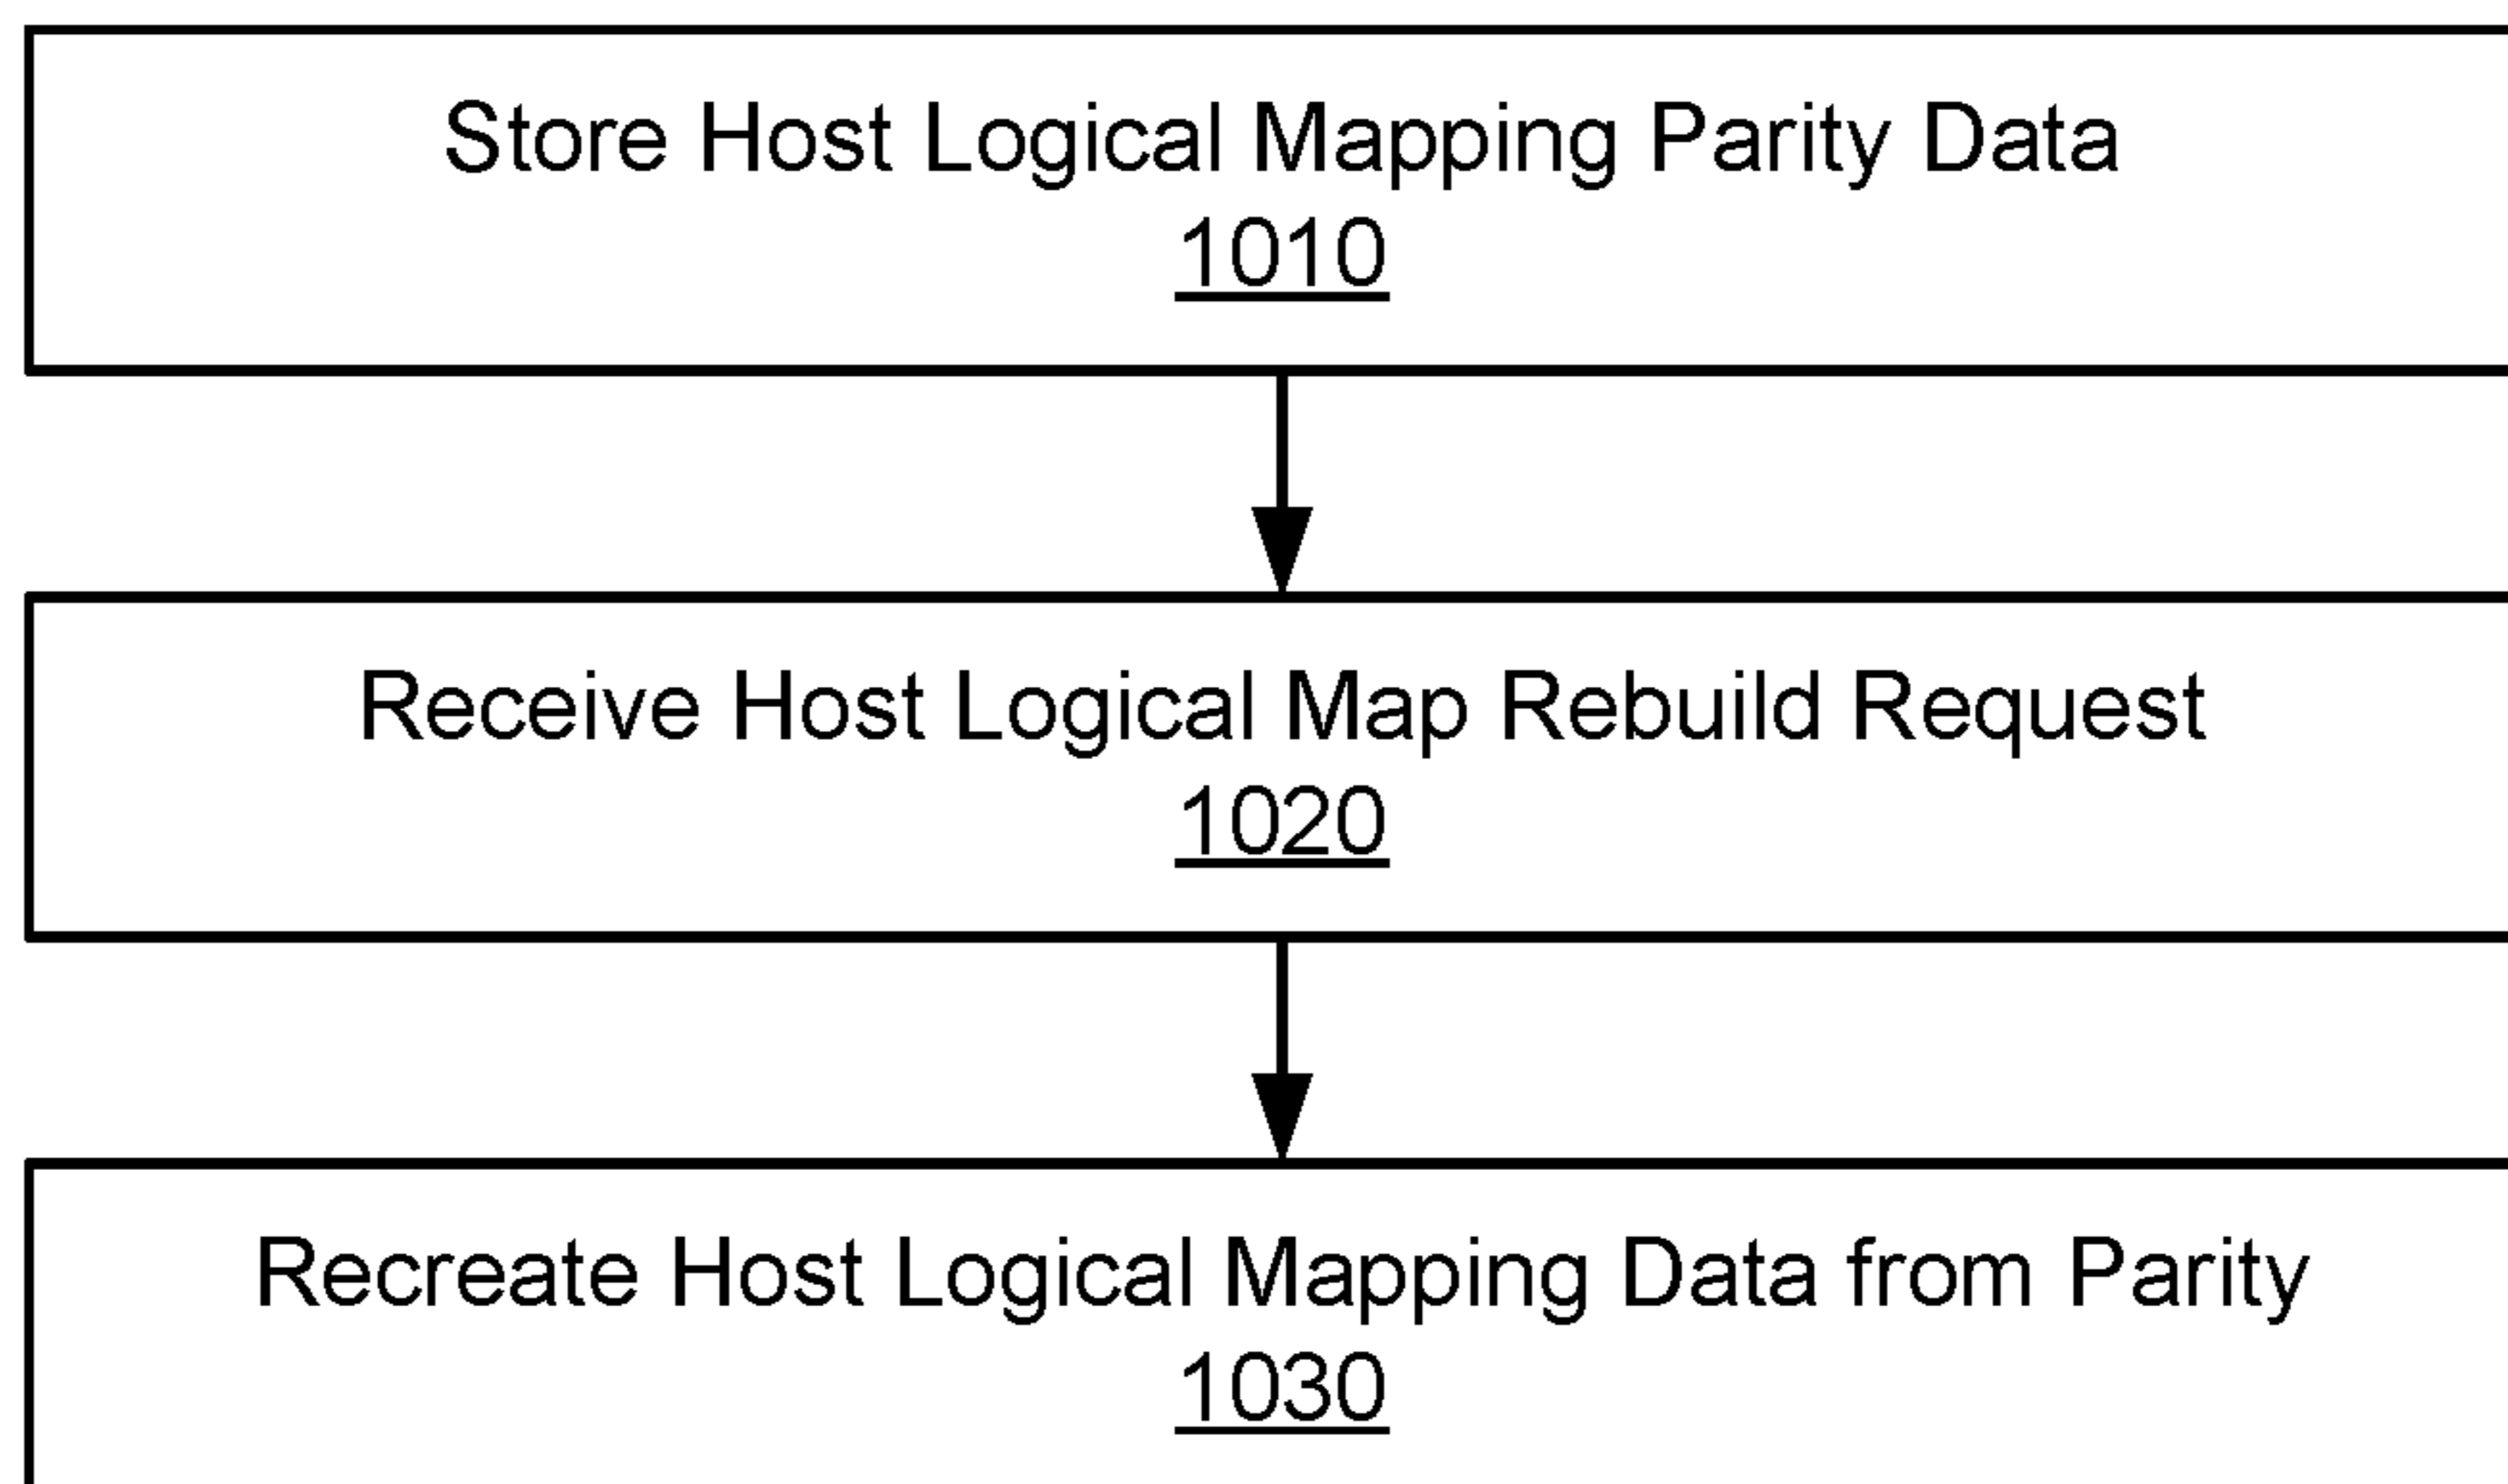 Store Host Logical Mapping Parity Data
1010
Receive Host Logical Map Rebuild Request
1020
Recreate Host Logical Mapping Data from Parity
1030